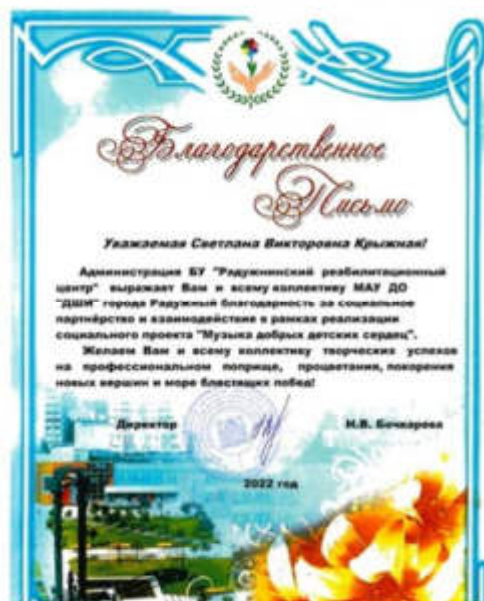 Благодарственное
Письмо
Уважаемая Светлана Викторовна Крыжная!
Администрация БУ "Радужнинский реабилитационный
центр" выражает Вам и всему коллективу МАУ ДО
"ДШИ" города Радужный благодарность за социальное
партнёрство и взаимодействие в рамках реализации
социального проекта "Музыка добрых детских сердец".
Желаем Вам и всему коллективу творческих успехов
на профессиональном поприще, процветания, покорения
новых вершин и море блестящих побед!
Директор Н.В. Бочкарева
2022 год